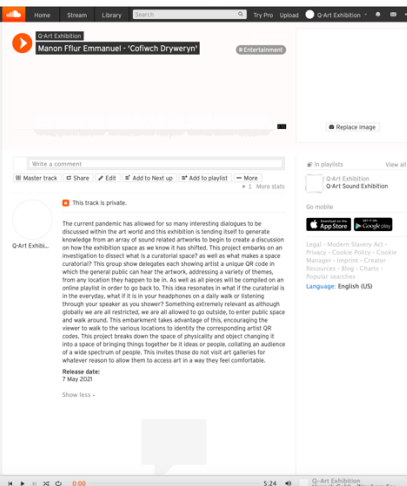 Home Stream Library Search Try Pro Upload Q-Art Exhibition
Q-Art Exhibition
Manon Fflur Emmanuel - 'Cofiwch Dryweryn'
#Entertainment
Replace image
Write a comment
Master track Share Edit Add to Next up Add to playlist More
1 More stats
Q-Art Exhibi...
This track is private.
The current pandemic has allowed for so many interesting dialogues to be
discussed within the art world and this exhibition is tending itself to generate
knowledge from an array of sound related artworks to begin to create a discussion
on how the exhibition space as we know it has shifted. This project embarks on an
investigation to dissect what is a curatorial space? as well as what makes a space
curatorial? This group show delegates each showing artist a unique QR code in
which the general public can hear the artwork, addressing a variety of themes,
from any location they happen to be in. As well as all pieces will be compiled on an
online playlist in order to go back to. This idea resonates in what if the curatorial is
in the everyday, what if it is in your headphones on a daily walk or listening
through your speaker as you shower? Something extremely relevant as although
globally we are all restricted, we are all allowed to go outside, to enter public space
and walk around. This embarkment takes advantage of this, encouraging the
viewer to walk to the various locations to identify the corresponding artist QR
codes. This project breaks down the space of physicality and object changing it
into a space of bringing things together be it ideas or people, collating an audience
of a wide spectrum of people. This invites those do not visit art galleries for
whatever reason to allow them to access art in a way they feel comfortable.
Release date:
7 May 2021
Show less
In playlists View all
Q-Art Exhibition
Q-Art Sound Exhibition
Go mobile
Download on the App Store
GET IT ON Google play
Legal - Modern Slavery Act -
Privacy - Cookie Policy - Cookie
Manager - Imprint - Creator
Resources - Blog - Charts -
Popular searches
Language: English (US)
0:00 5:24 Q-Art Exhibition